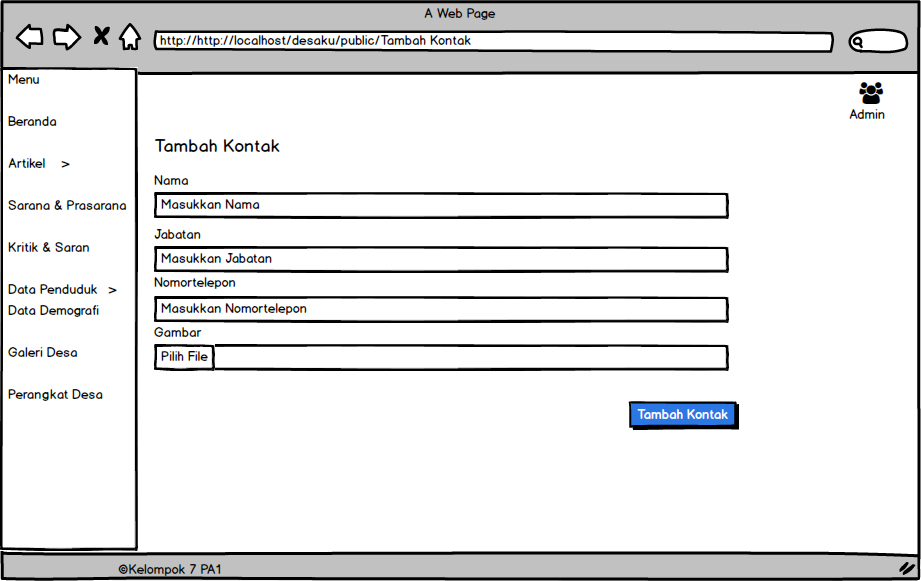 A Web Page
http://http://localhost/desaku/public/Tambah Kontak
Menu
Beranda
Artikel >
Sarana & Prasarana
Kritik & Saran
Data Penduduk >
Data Demografi
Galeri Desa
Perangkat Desa
Admin
Tambah Kontak
Nama
Masukkan Nama
Jabatan
Masukkan Jabatan
Nomortelepon
Masukkan Nomortelepon
Gambar
Pilih File
Tambah Kontak
©Kelompok 7 PA1